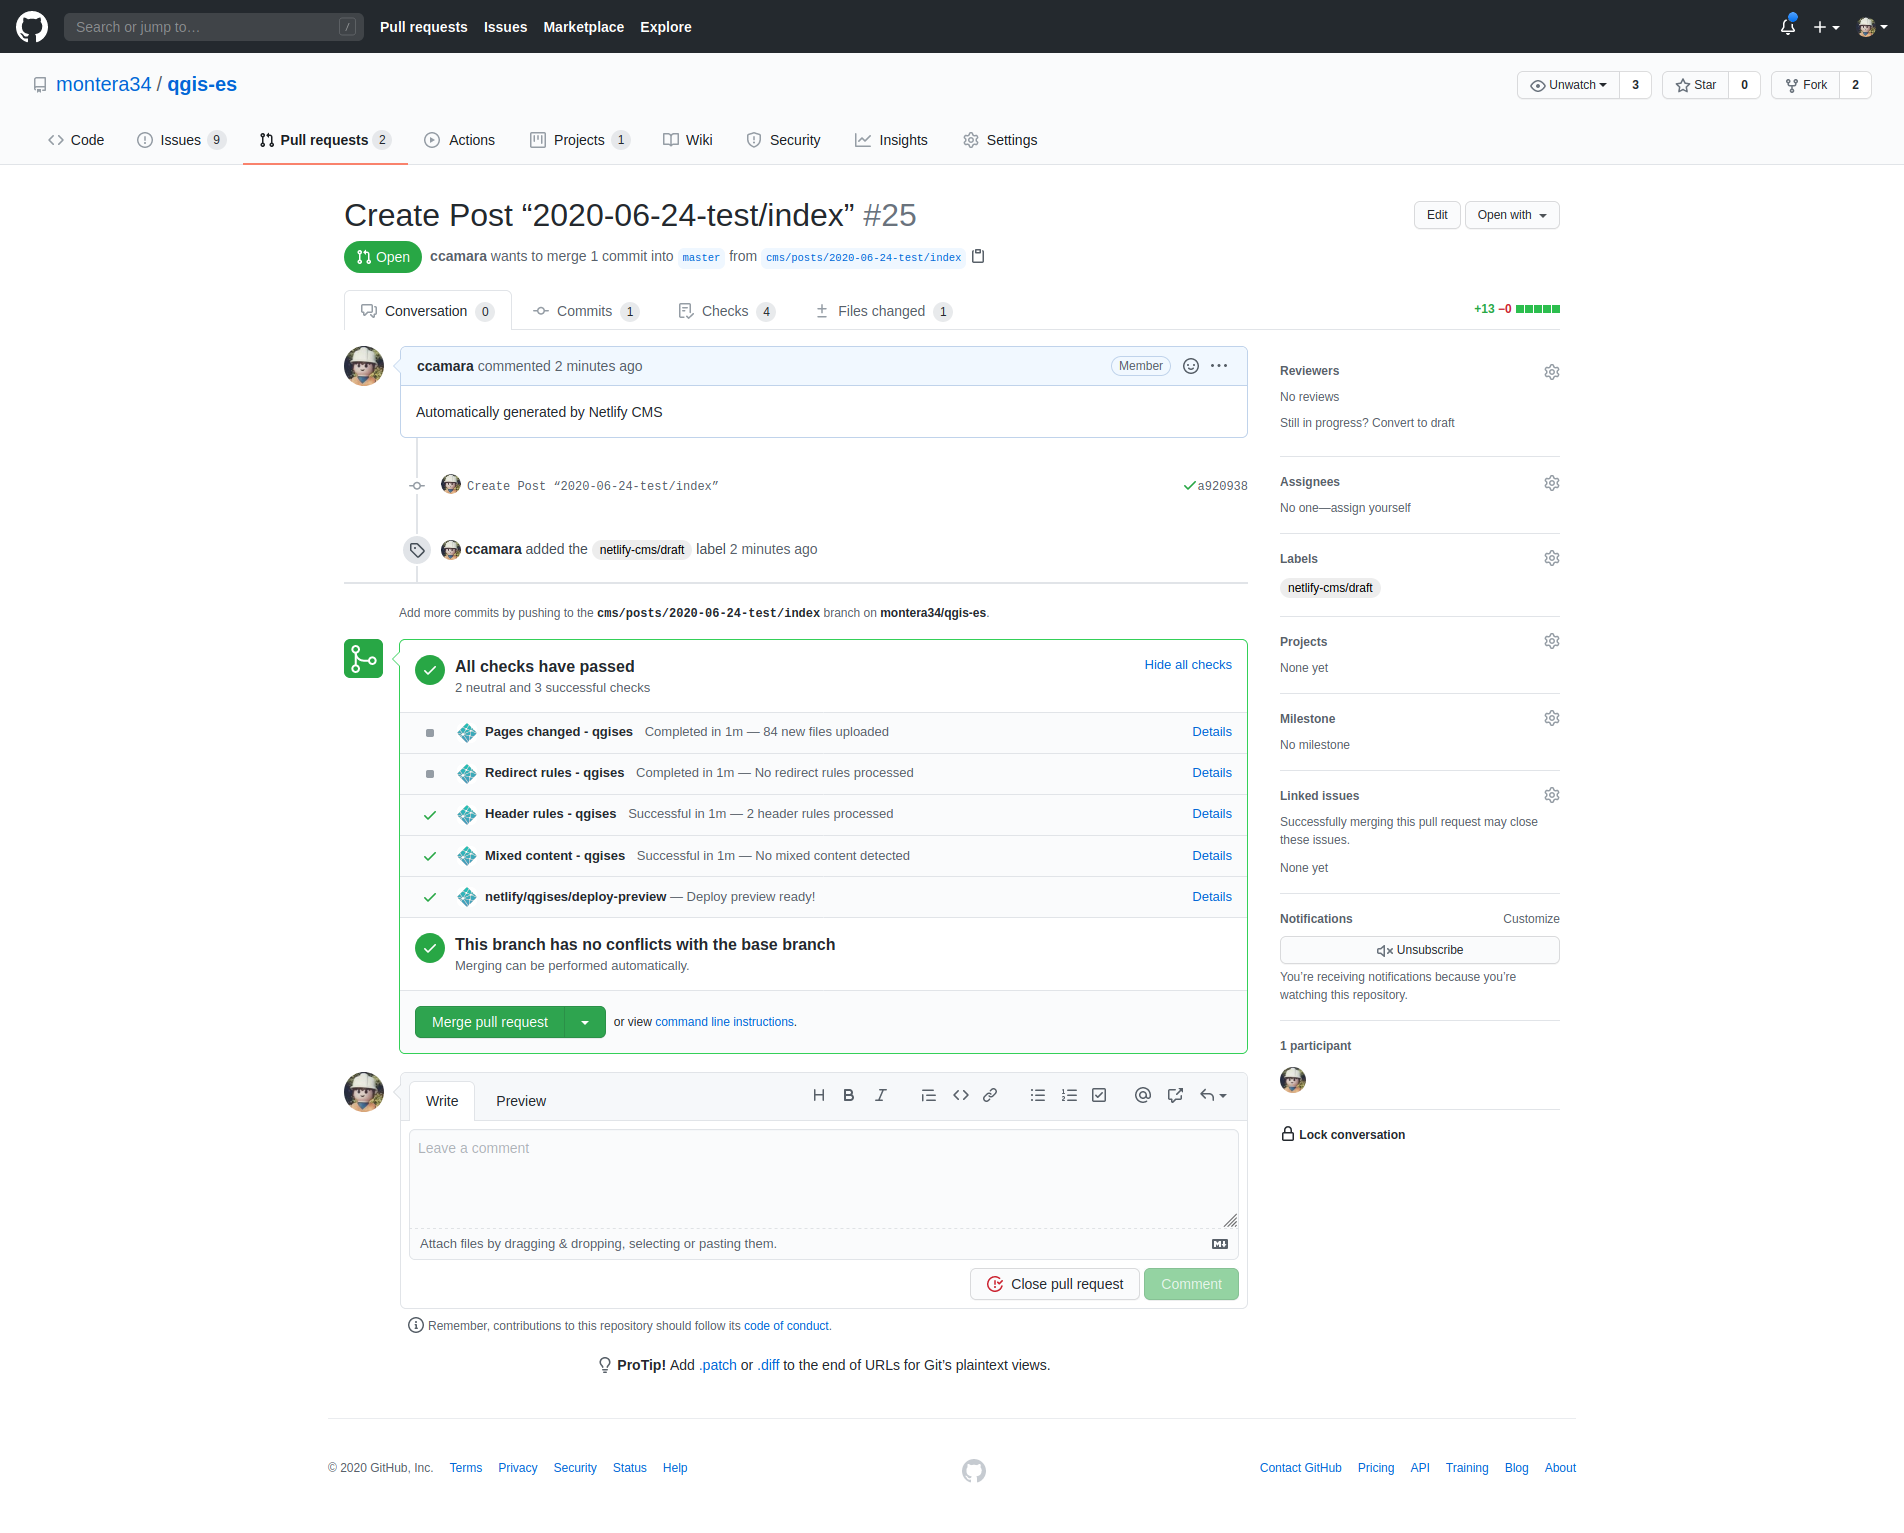 Search or jump to… /
Pull requests Issues Marketplace Explore
montera34 / qgis-es
Unwatch 3 Star 0 Fork 2
Code Issues 9 Pull requests 2 Actions Projects 1 Wiki Security Insights Settings
Create Post “2020-06-24-test/index” #25
Edit Open with
Open ccamara wants to merge 1 commit into master from cms/posts/2020-06-24-test/index
Conversation 0 Commits 1 Checks 4 Files changed 1
+13 −0
ccamara commented 2 minutes ago Member
Automatically generated by Netlify CMS
Create Post “2020-06-24-test/index” a920938
ccamara added the netlify-cms/draft label 2 minutes ago
Add more commits by pushing to the cms/posts/2020-06-24-test/index branch on montera34/qgis-es.
All checks have passed
Hide all checks
2 neutral and 3 successful checks
Pages changed - qgises Completed in 1m — 84 new files uploaded Details
Redirect rules - qgises Completed in 1m — No redirect rules processed Details
Header rules - qgises Successful in 1m — 2 header rules processed Details
Mixed content - qgises Successful in 1m — No mixed content detected Details
netlify/qgises/deploy-preview — Deploy preview ready! Details
This branch has no conflicts with the base branch
Merging can be performed automatically.
Merge pull request or view command line instructions.
Write Preview
Leave a comment
Attach files by dragging & dropping, selecting or pasting them.
Close pull request Comment
Remember, contributions to this repository should follow its code of conduct.
ProTip! Add .patch or .diff to the end of URLs for Git’s plaintext views.
Reviewers
No reviews
Still in progress? Convert to draft
Assignees
No one—assign yourself
Labels
netlify-cms/draft
Projects
None yet
Milestone
No milestone
Linked issues
Successfully merging this pull request may close
these issues.
None yet
Notifications Customize
Unsubscribe
You’re receiving notifications because you’re
watching this repository.
1 participant
Lock conversation
© 2020 GitHub, Inc. Terms Privacy Security Status Help
Contact GitHub Pricing API Training Blog About